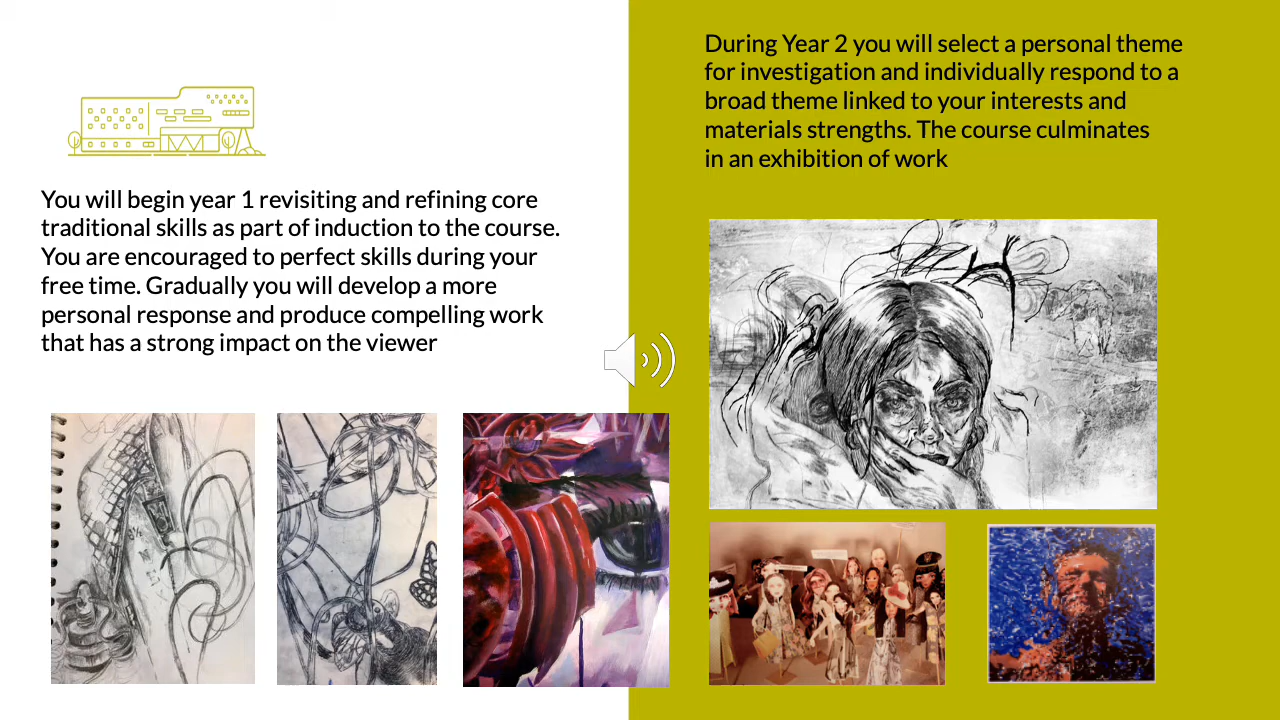 You will begin year 1 revisiting and refining core
traditional skills as part of induction to the course.
You are encouraged to perfect skills during your
free time. Gradually you will develop a more
personal response and produce compelling work
that has a strong impact on the viewer
During Year 2 you will select a personal theme
for investigation and individually respond to a
broad theme linked to your interests and
materials strengths. The course culminates
in an exhibition of work